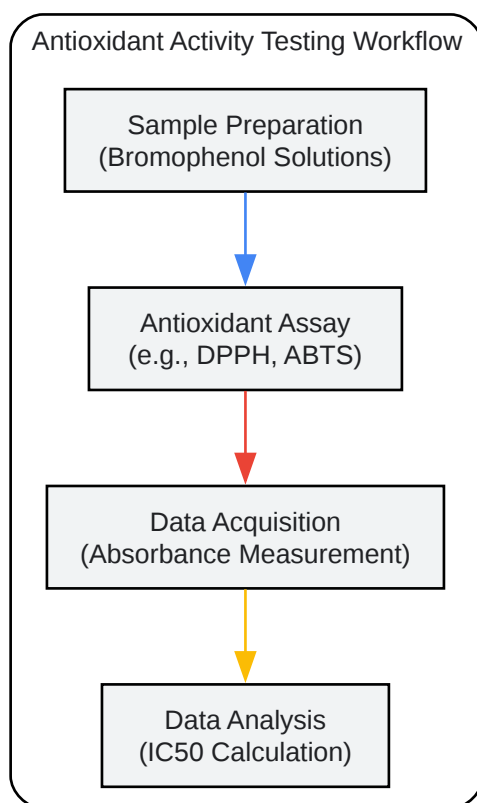 Antioxidant Activity Testing Workflow
Sample Preparation
(Bromophenol Solutions)
Antioxidant Assay
(e.g., DPPH, ABTS)
Data Acquisition
(Absorbance Measurement)
Data Analysis
(IC50 Calculation)